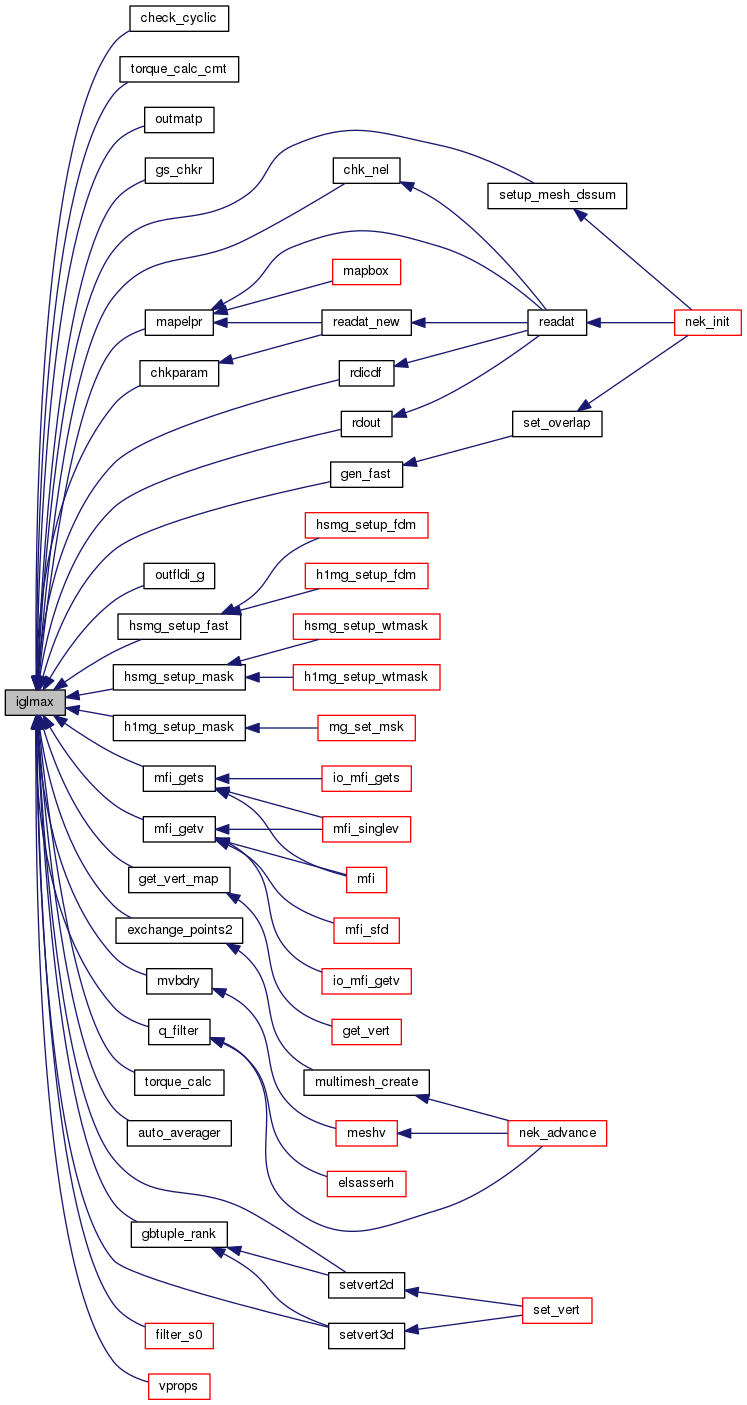 check_cyclic
torque_calc_cmt
outmatp
gs_chkr
chk_nel
setup_mesh_dssum
mapbox
mapelpr
readat_new
readat
nek_init
chkparam
rdicdf
rdout
set_overlap
gen_fast
hsmg_setup_fdm
outfldi_g
h1mg_setup_fdm
hsmg_setup_fast
hsmg_setup_wtmask
hsmg_setup_mask
h1mg_setup_wtmask
iglmax
h1mg_setup_mask
mg_set_msk
mfi_gets
io_mfi_gets
mfi_getv
mfi_singlev
get_vert_map
mfi
exchange_points2
mfi_sfd
mvbdry
io_mfi_getv
q_filter
get_vert
torque_calc
multimesh_create
auto_averager
meshv
nek_advance
elsasserh
gbtuple_rank
setvert2d
set_vert
filter_s0
setvert3d
vprops